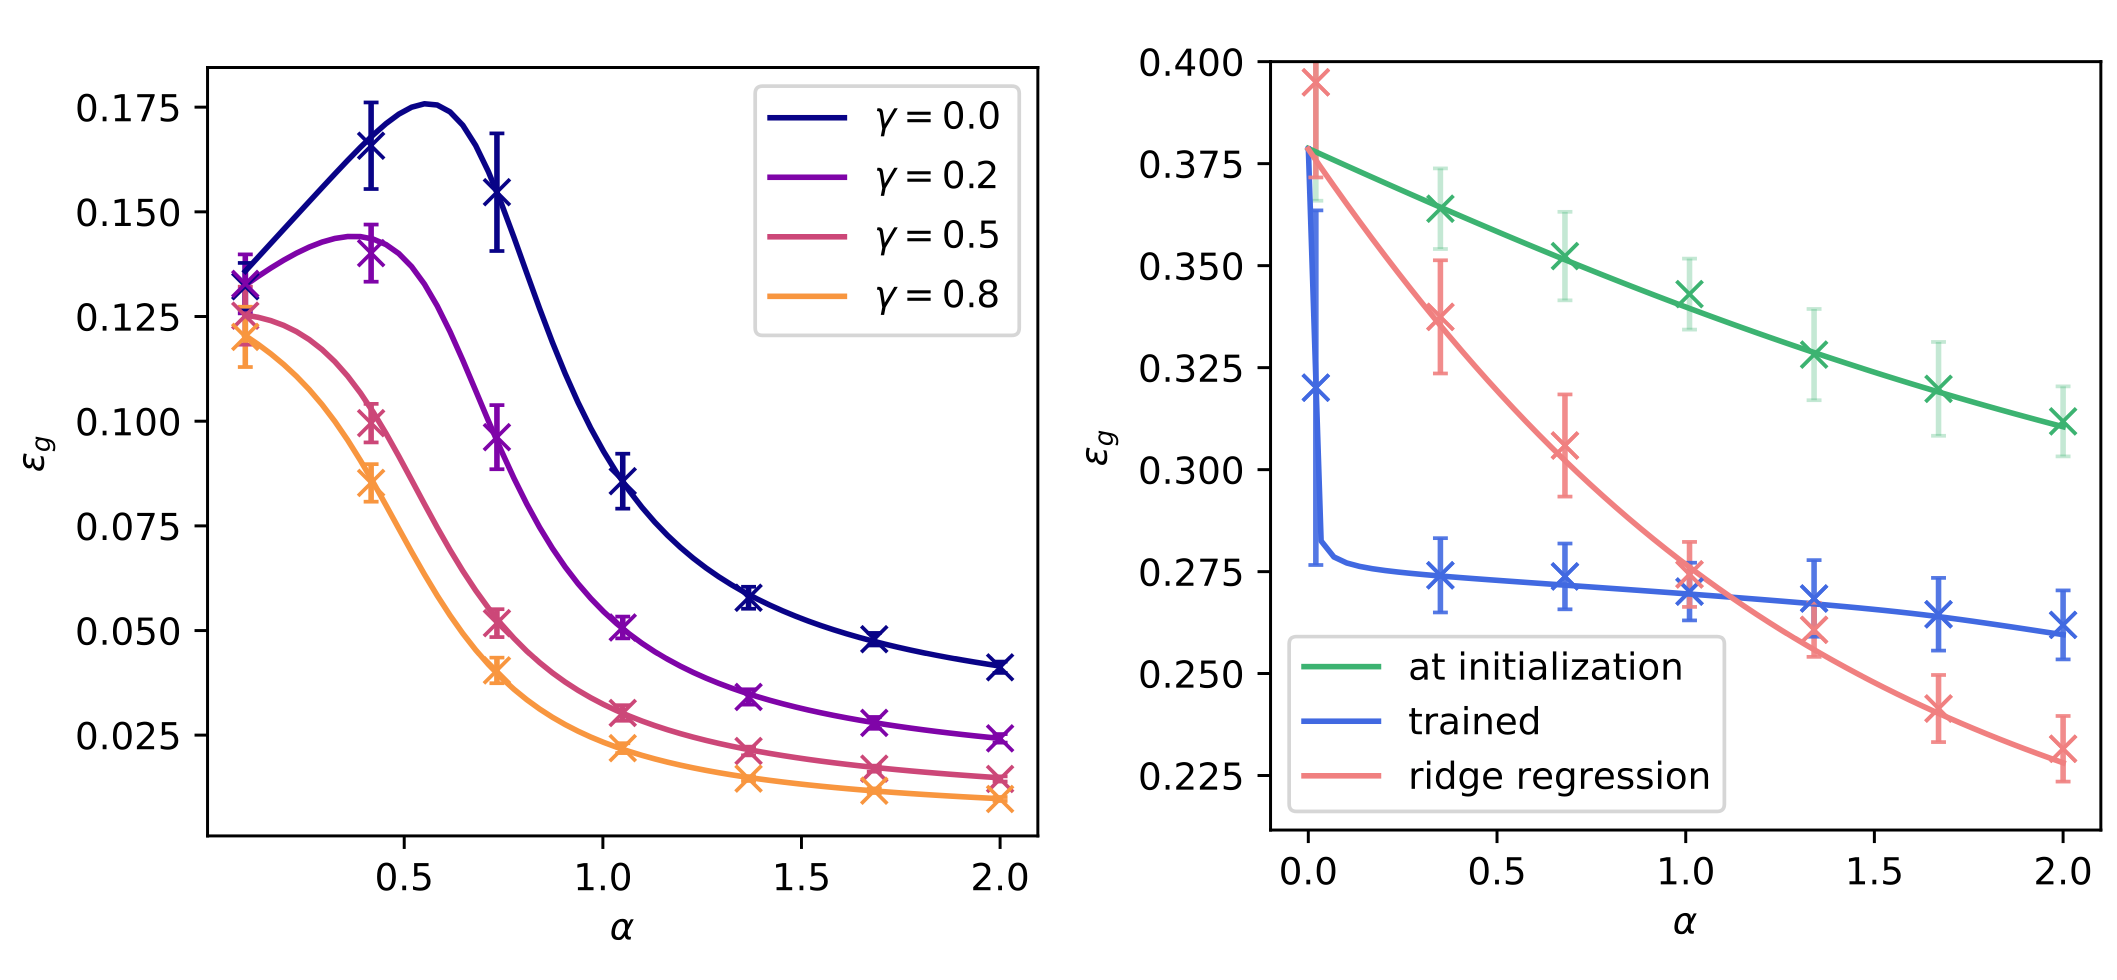 0.175
0.150
0.125
0.100
0.075
0.050
0.025
ε_g
0.5 1.0 1.5 2.0
α
γ = 0.0
γ = 0.2
γ = 0.5
γ = 0.8
0.400
0.375
0.350
0.325
0.300
0.275
0.250
0.225
ε_g
0.0 0.5 1.0 1.5 2.0
α
at initialization
trained
ridge regression